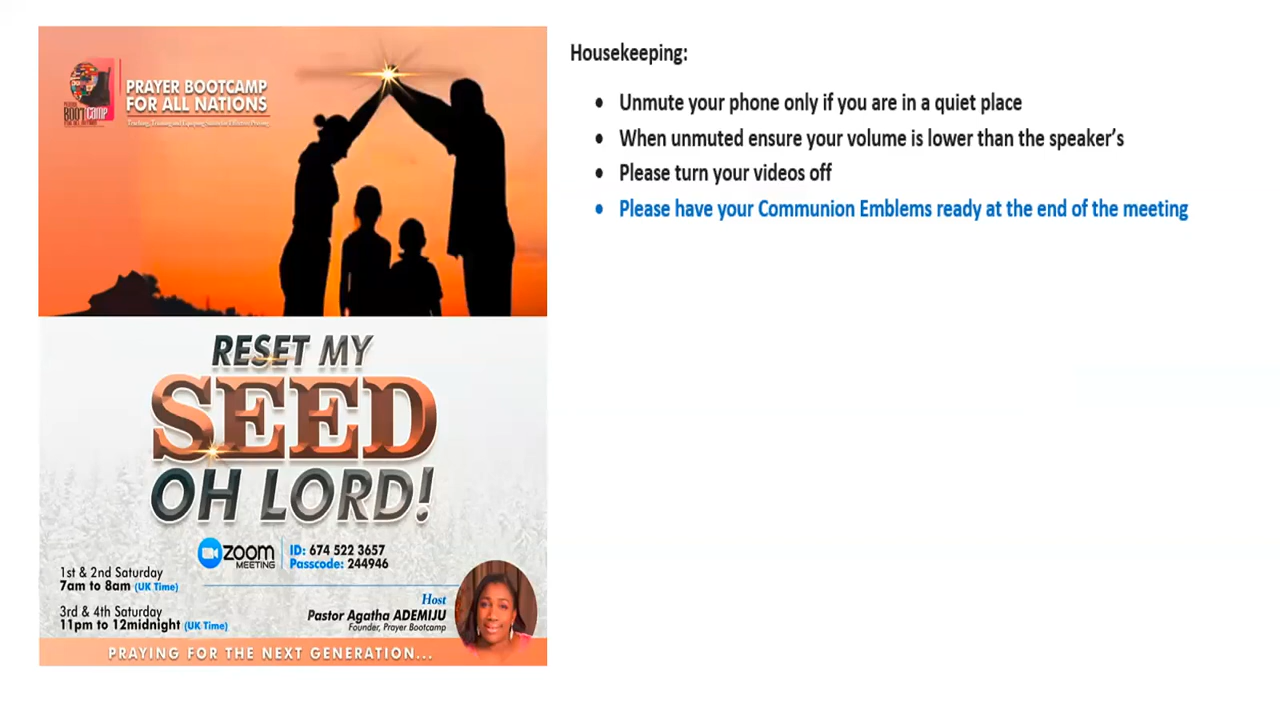 PRAYER BOOTCAMP
FOR ALL NATIONS
BOOTCamp
RESET MY
SEED
OH LORD!
zoom
MEETING
ID: 674 522 3657
Passcode: 244946
1st & 2nd Saturday
7am to 8am (UK Time)
3rd & 4th Saturday
11pm to 12midnight (UK Time)
Host
Pastor Agatha ADEMIJU
Founder, Prayer Bootcamp
PRAYING FOR THE NEXT GENERATION...
Housekeeping:
• Unmute your phone only if you are in a quiet place
• When unmuted ensure your volume is lower than the speaker’s
• Please turn your videos off
• Please have your Communion Emblems ready at the end of the meeting